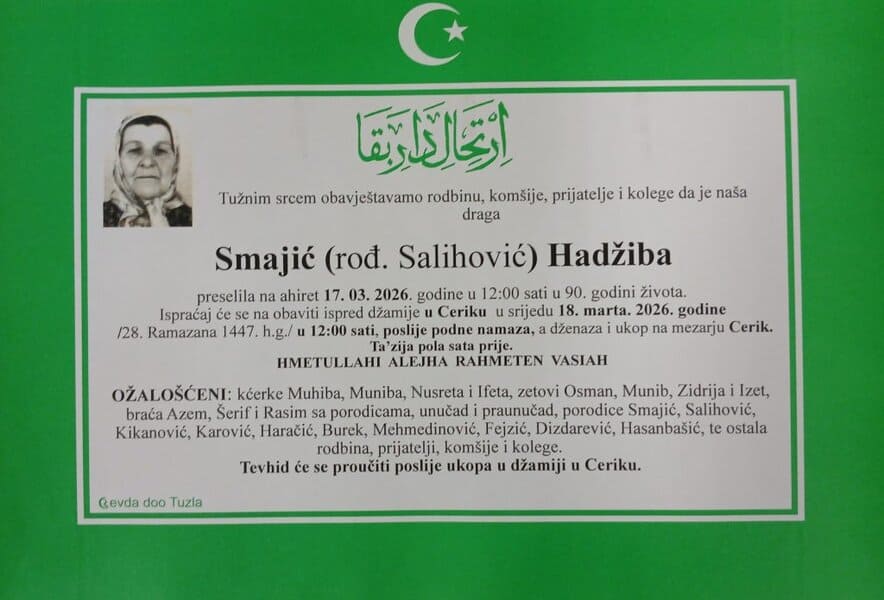 إرتحال دار بقا
Tužnim srcem obavještavamo rodbinu, komšije, prijatelje i kolege da je naša
draga
Smajić (rođ. Salihović) Hadžiba
preselila na ahiret 17. 03. 2026. godine u 12:00 sati u 90. godini života.
Ispraćaj će se na obaviti ispred džamije u Ceriku u srijedu 18. marta. 2026. godine
/28. Ramazana 1447. h.g./ u 12:00 sati, poslije podne namaza, a dženaza i ukop na mezarju Cerik.
Ta’zija pola sata prije.
HMETULLAHI ALEJHA RAHMETEN VASIAH
OŽALOŠĆENI: kćerke Muhiba, Muniba, Nusreta i Ifeta, zetovi Osman, Munib, Zidrija i Izet,
braća Azem, Šerif i Rasim sa porodicama, unučad i praunučad, porodice Smajić, Salihović,
Kikanović, Karović, Haračić, Burek, Mehmedinović, Fejzić, Dizdarević, Hasanbašić, te ostala
rodbina, prijatelji, komšije i kolege.
Tevhid će se proučiti poslije ukopa u džamiji u Ceriku.
evda doo Tuzla